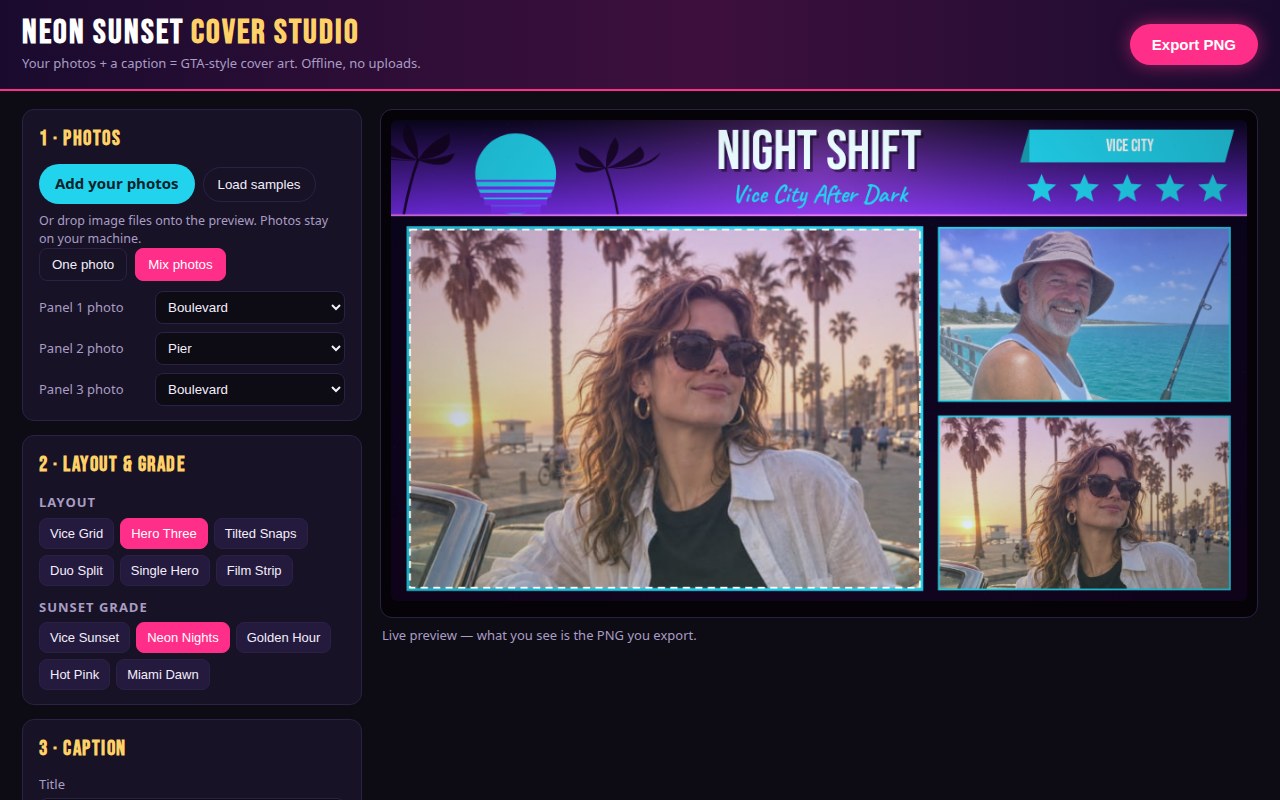 NEON SUNSET COVER STUDIO
Your photos + a caption = GTA-style cover art. Offline, no uploads.
Export PNG
1 · PHOTOS
Add your photos
Load samples
Or drop image files onto the preview. Photos stay
on your machine.
One photo
Mix photos
Panel 1 photo
Boulevard
Panel 2 photo
Pier
Panel 3 photo
Boulevard
2 · LAYOUT & GRADE
LAYOUT
Vice Grid
Hero Three
Tilted Snaps
Duo Split
Single Hero
Film Strip
SUNSET GRADE
Vice Sunset
Neon Nights
Golden Hour
Hot Pink
Miami Dawn
3 · CAPTION
Title
NIGHT SHIFT
Vice City After Dark
VICE CITY
Live preview — what you see is the PNG you export.